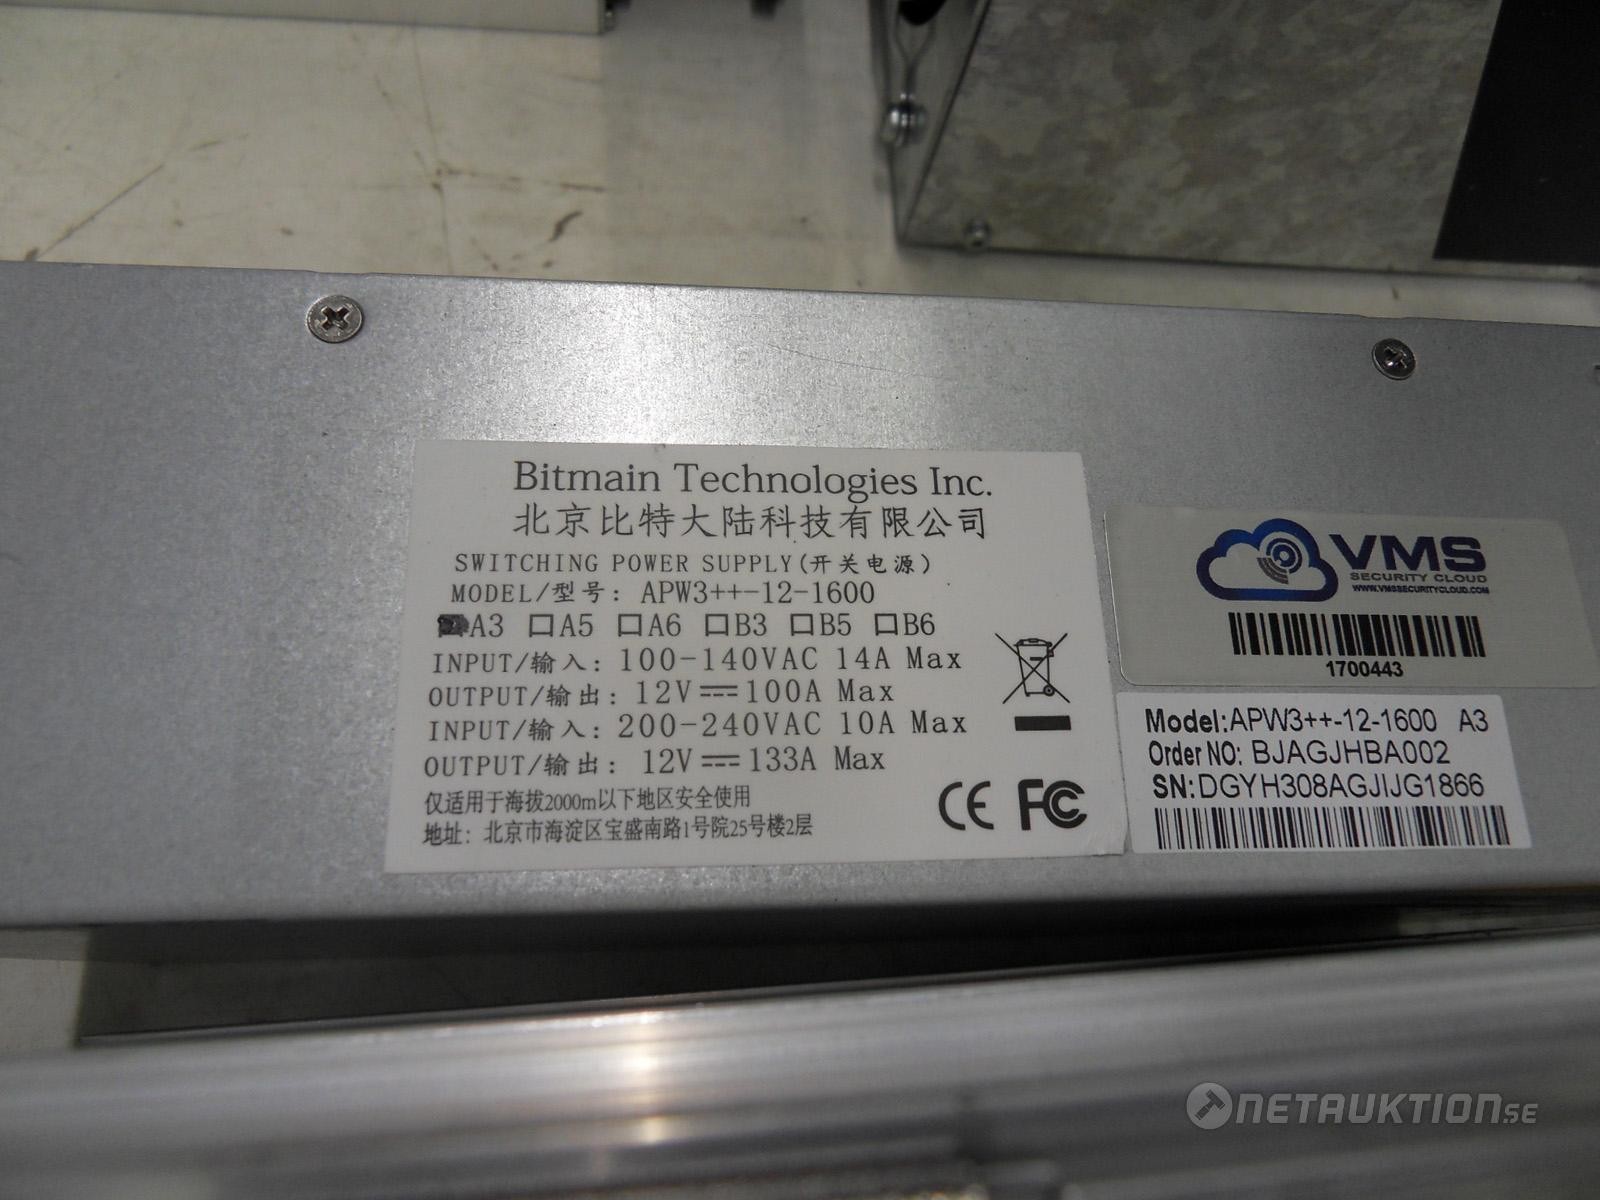 Bitmain Technologies Inc.
北京比特大陆科技有限公司
SWITCHING POWER SUPPLY(开关电源)
MODEL/型号: APW3++-12-1600
A3 □A5 □A6 □B3 □B5 □B6
INPUT/输入: 100-140VAC 14A Max
OUTPUT/输出: 12V⎓100A Max
INPUT/输入: 200-240VAC 10A Max
OUTPUT/输出: 12V⎓133A Max
仅适用于海拔2000m以下地区安全使用
地址: 北京市海淀区宝盛南路1号院25号楼2层
CE FC
VMS
SECURITY CLOUD
WWW.VMSSECURITYCLOUD.COM
1700443
Model:APW3++-12-1600 A3
Order NO: BJAGJHBA002
SN:DGYH308AGJIJG1866
NETAUKTION.SE